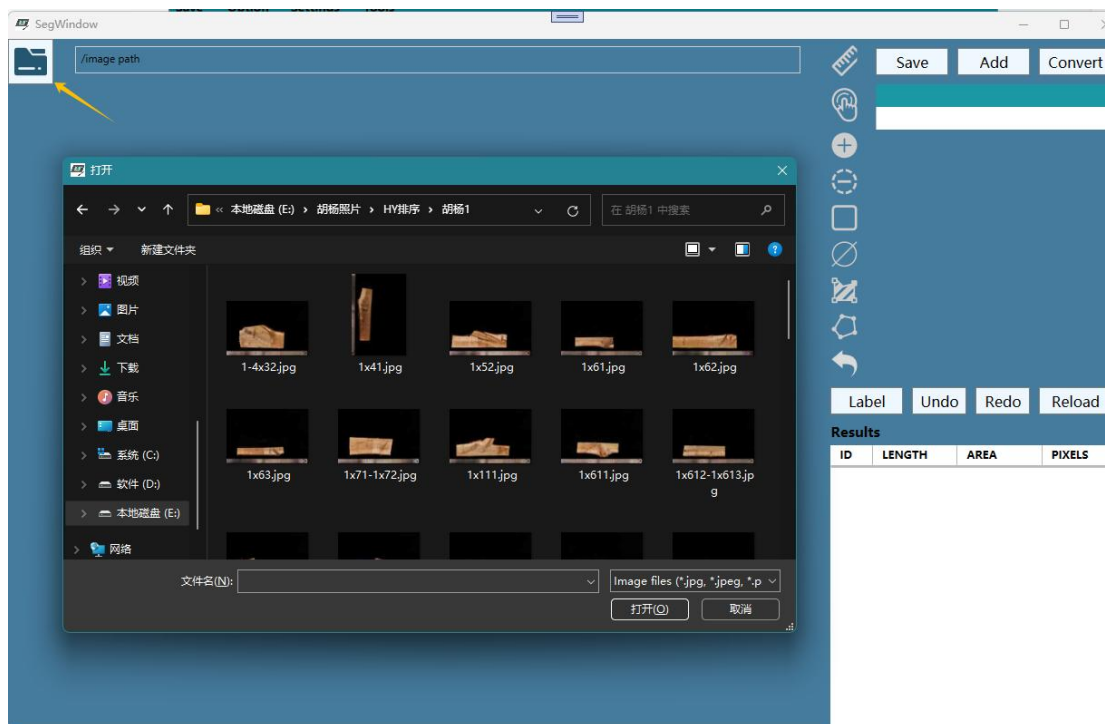 Save Option Settings Tools
SegWindow
/image path
Save Add Convert
打开
« 本地磁盘 (E:) › 胡杨照片 › HY排序 › 胡杨1
在 胡杨1 中搜索
组织 新建文件夹
视频
图片
文档
下载
音乐
桌面
系统 (C:)
软件 (D:)
本地磁盘 (E:)
网络
1-4x32.jpg 1x41.jpg 1x52.jpg 1x61.jpg 1x62.jpg
1x63.jpg 1x71-1x72.jpg 1x111.jpg 1x611.jpg 1x612-1x613.jp
g
文件名(N):
Image files (*.jpg, *.jpeg, *.p
打开(O) 取消
Label Undo Redo Reload
Results
ID LENGTH AREA PIXELS